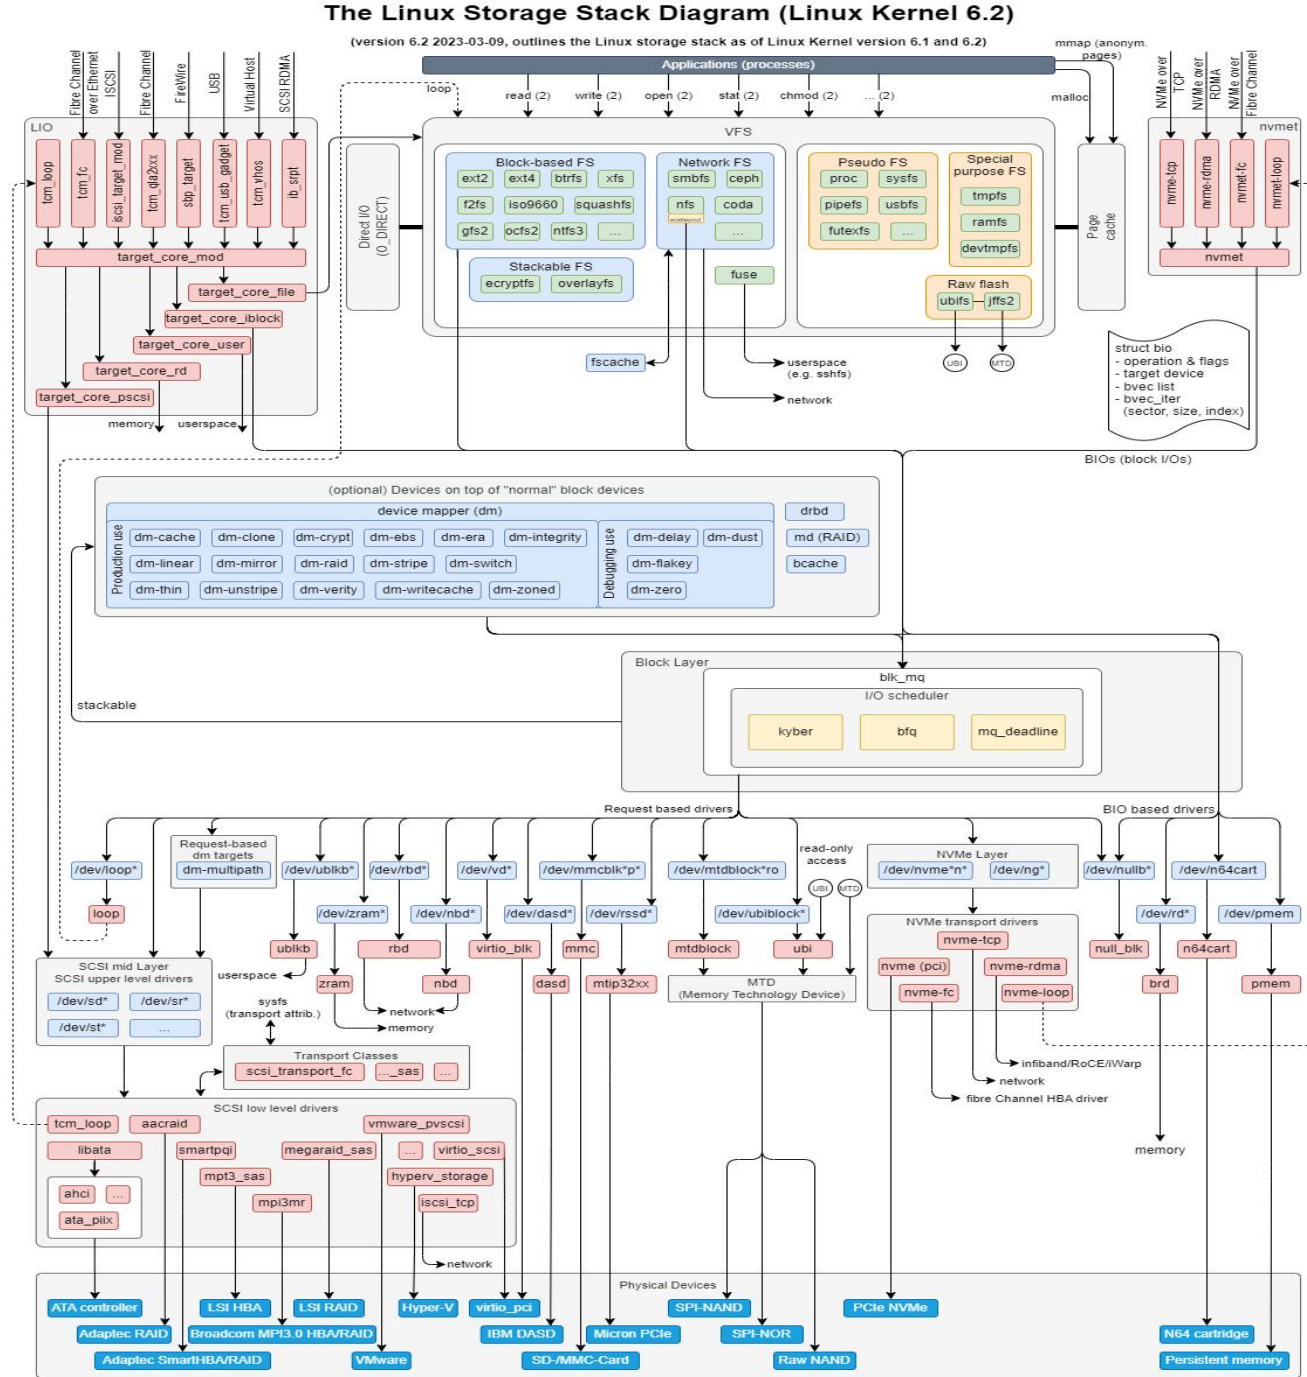 The Linux Storage Stack Diagram (Linux Kernel 6.2)
(version 6.2 2023-03-09, outlines the Linux storage stack as of Linux Kernel version 6.1 and 6.2)
mmap (anonym.
pages)
Applications (processes)
loop
read (2)
write (2)
open (2)
stat (2)
chmod (2)
... (2)
malloc
Fibre Channel
over Ethernet
ISCSI
Fibre Channel
FireWire
USB
Virtual Host
SCSI RDMA
NVMe over
TCP
NVMe over
RDMA
NVMe over
Fibre Channel
LIO
tcm_loop
tcm_fc
iscsi_target_mod
tcm_qla2xxx
sbp_target
tcm_usb_gadget
tcm_vhos
ib_srpt
target_core_mod
target_core_file
target_core_iblock
target_core_user
target_core_rd
target_core_pscsi
memory
userspace
Direct I/O
(O_DIRECT)
VFS
Block-based FS
ext2
ext4
btrfs
xfs
f2fs
iso9660
squashfs
gfs2
ocfs2
ntfs3
...
Stackable FS
ecryptfs
overlayfs
Network FS
smbfs
ceph
nfs
coda
...
fuse
Pseudo FS
proc
sysfs
pipefs
usbfs
futexfs
...
Special
purpose FS
tmpfs
ramfs
devtmpfs
Raw flash
ubifs
jffs2
Page
cache
nvmet
nvme-tcp
nvme-rdma
nvmet-fc
nvmet-loop
nvmet
fscache
userspace
(e.g. sshfs)
network
UBI
MTD
struct bio
- operation & flags
- target device
- bvec list
- bvec_iter
(sector, size, index)
BIOs (block I/Os)
(optional) Devices on top of "normal" block devices
device mapper (dm)
Production use
dm-cache
dm-clone
dm-crypt
dm-ebs
dm-era
dm-integrity
dm-linear
dm-mirror
dm-raid
dm-stripe
dm-switch
dm-thin
dm-unstripe
dm-verity
dm-writecache
dm-zoned
Debugging use
dm-delay
dm-dust
dm-flakey
dm-zero
drbd
md (RAID)
bcache
stackable
Block Layer
blk_mq
I/O scheduler
kyber
bfq
mq_deadline
Request based drivers
BIO based drivers
/dev/loop*
loop
Request-based
dm targets
dm-multipath
/dev/ublkb*
/dev/rbd*
/dev/vd*
/dev/mmcblk*p*
/dev/mtdblock*ro
read-only
access
UBI
MTD
/dev/zram*
/dev/nbd*
/dev/dasd*
/dev/rssd*
/dev/ubiblock*
ublkb
rbd
virtio_blk
mmc
mtdblock
ubi
userspace
zram
nbd
dasd
mtip32xx
network
memory
MTD
(Memory Technology Device)
NVMe Layer
/dev/nvme*n*
/dev/ng*
NVMe transport drivers
nvme-tcp
nvme (pci)
nvme-rdma
nvme-fc
nvme-loop
infiband/RoCE/iWarp
network
fibre Channel HBA driver
/dev/nullb*
/dev/n64cart
/dev/rd*
/dev/pmem
null_blk
n64cart
brd
pmem
memory
SCSI mid Layer
SCSI upper level drivers
/dev/sd*
/dev/sr*
/dev/st*
...
sysfs
(transport attrib.)
Transport Classes
scsi_transport_fc
..._sas
...
SCSI low level drivers
tcm_loop
aacraid
vmware_pvscsi
libata
smartpqi
megaraid_sas
...
virtio_scsi
ahci
...
mpt3_sas
hyperv_storage
ata_piix
mpi3mr
iscsi_tcp
network
Physical Devices
ATA controller
LSI HBA
LSI RAID
Hyper-V
virtio_pci
SPI-NAND
PCIe NVMe
Adaptec RAID
Broadcom MPI3.0 HBA/RAID
IBM DASD
Micron PCIe
SPI-NOR
N64 cartridge
Adaptec SmartHBA/RAID
VMware
SD-/MMC-Card
Raw NAND
Persistent memory